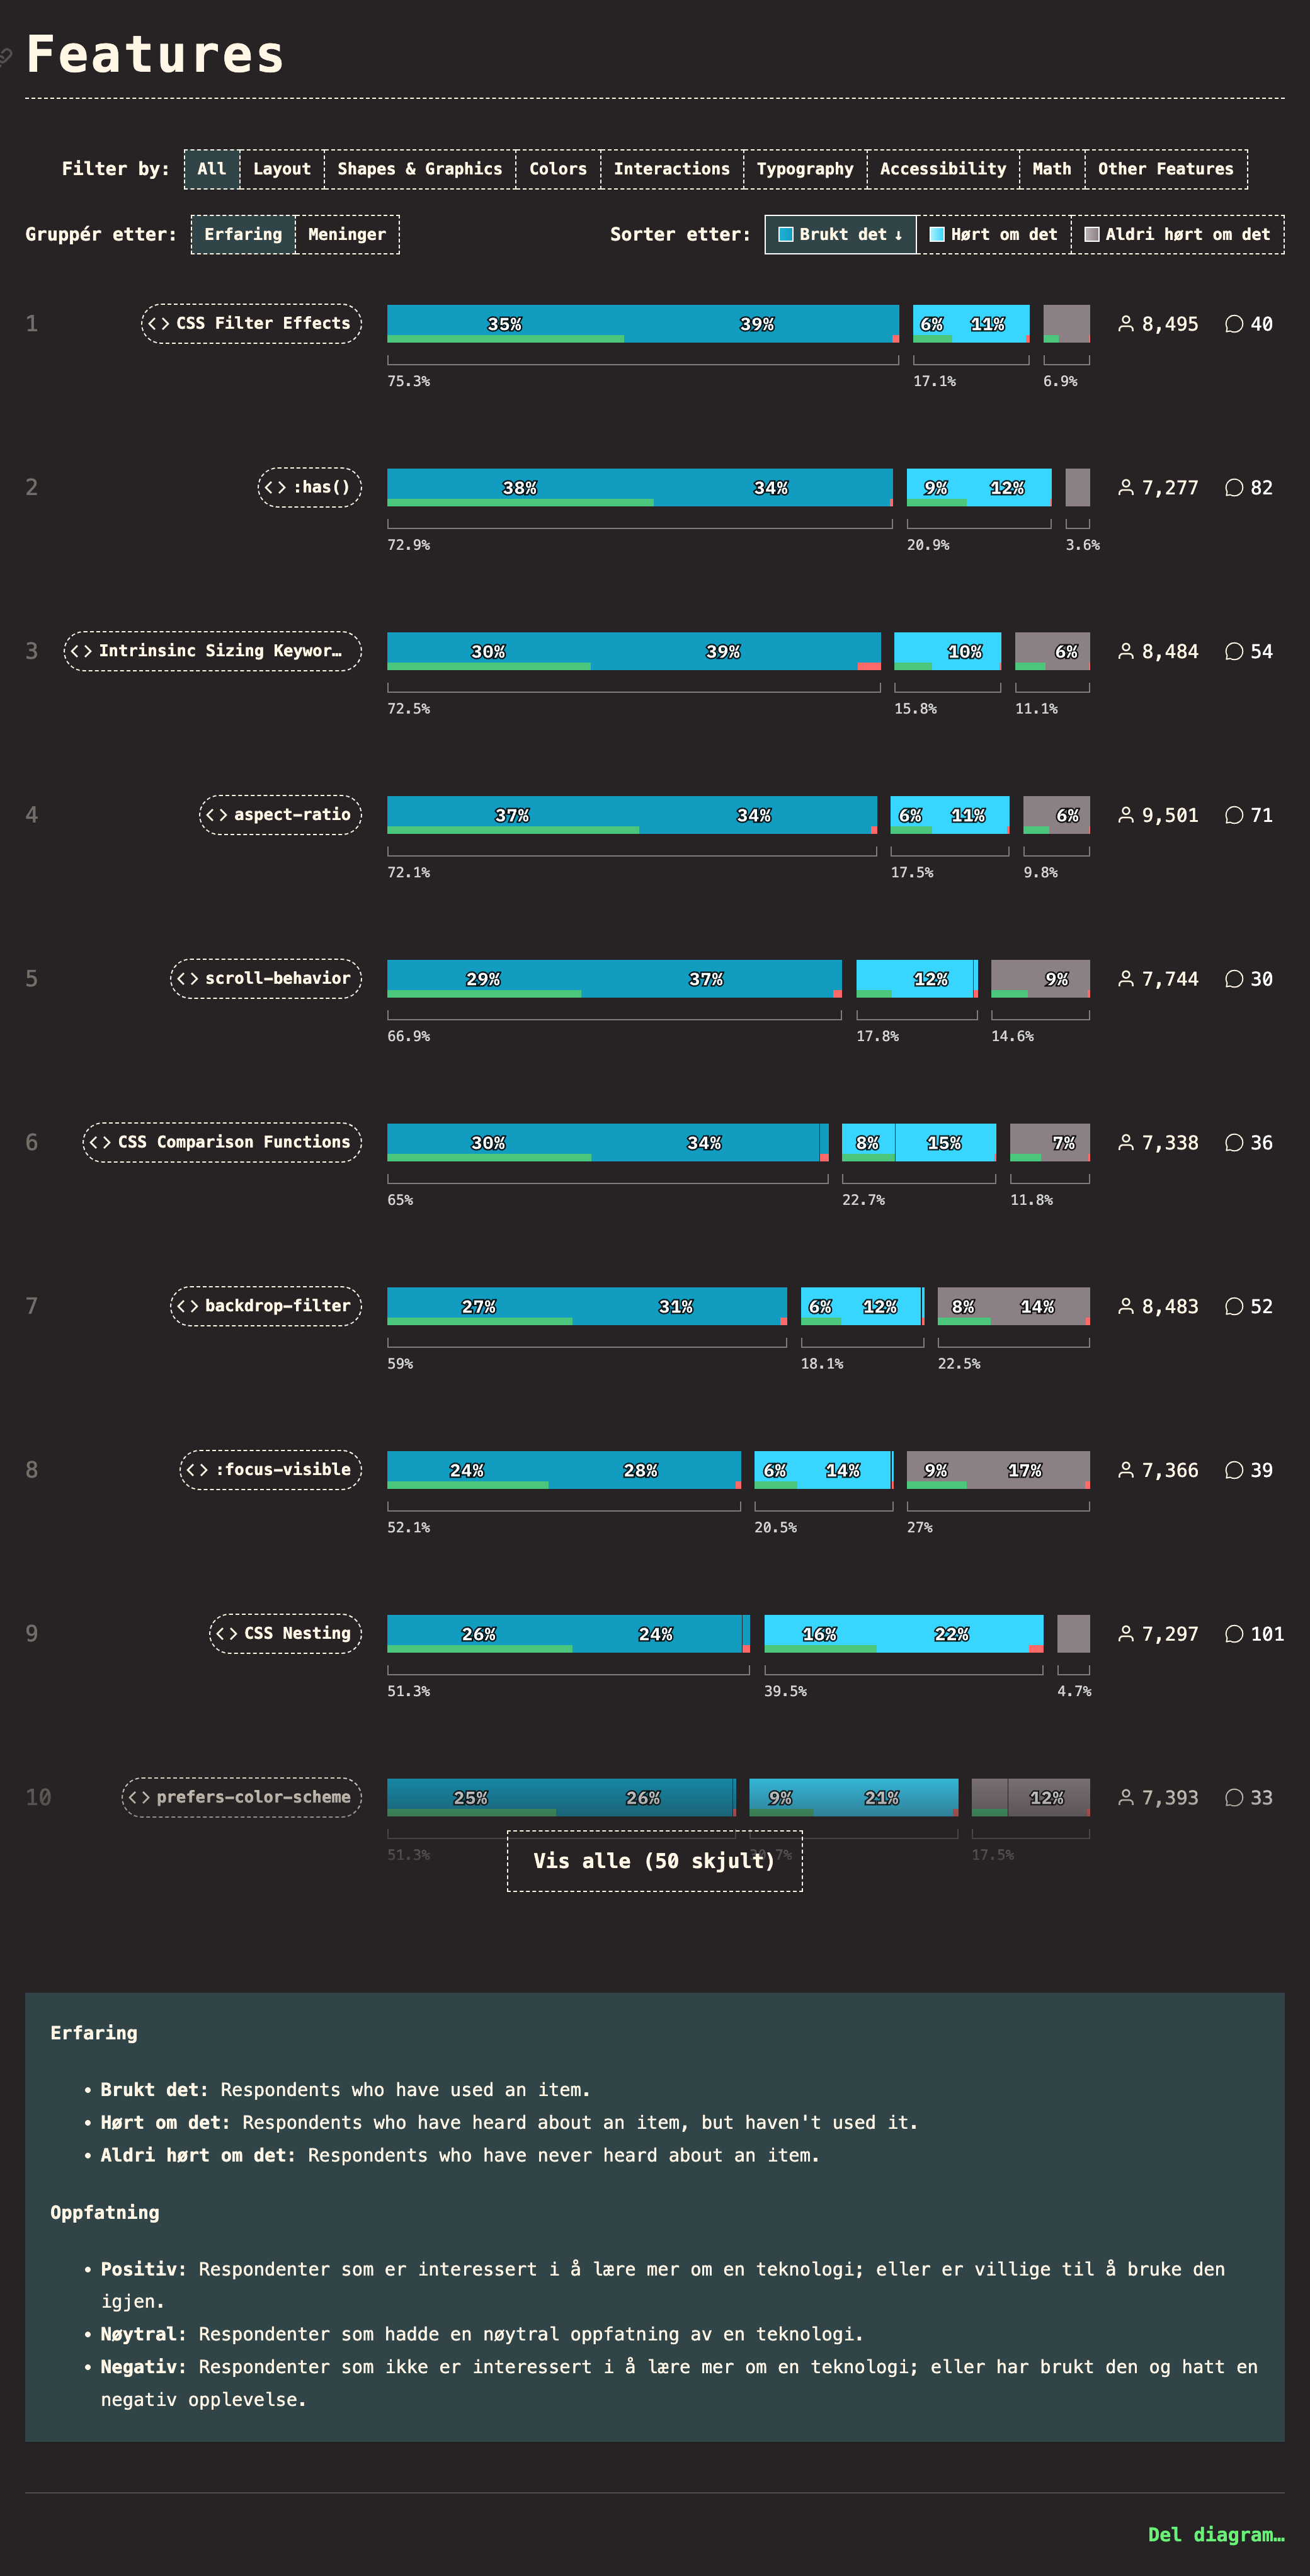 Features
Filter by: All Layout Shapes & Graphics Colors Interactions Typography Accessibility Math Other Features
Gruppér etter: Erfaring Meninger Sorter etter: Brukt det ↓ Hørt om det Aldri hørt om det
1 <> CSS Filter Effects 35% 39% 6% 11% 8,495 40
75.3% 17.1% 6.9%
2 <> :has() 38% 34% 9% 12% 7,277 82
72.9% 20.9% 3.6%
3 <> Intrinsinc Sizing Keywor… 30% 39% 10% 6% 8,484 54
72.5% 15.8% 11.1%
4 <> aspect-ratio 37% 34% 6% 11% 6% 9,501 71
72.1% 17.5% 9.8%
5 <> scroll-behavior 29% 37% 12% 9% 7,744 30
66.9% 17.8% 14.6%
6 <> CSS Comparison Functions 30% 34% 8% 15% 7% 7,338 36
65% 22.7% 11.8%
7 <> backdrop-filter 27% 31% 6% 12% 8% 14% 8,483 52
59% 18.1% 22.5%
8 <> :focus-visible 24% 28% 6% 14% 9% 17% 7,366 39
52.1% 20.5% 27%
9 <> CSS Nesting 26% 24% 16% 22% 7,297 101
51.3% 39.5% 4.7%
10 <> prefers-color-scheme 25% 26% 9% 21% 12% 7,393 33
51.3% 17.5%
Vis alle (50 skjult)
Erfaring
• Brukt det: Respondents who have used an item.
• Hørt om det: Respondents who have heard about an item, but haven't used it.
• Aldri hørt om det: Respondents who have never heard about an item.
Oppfatning
• Positiv: Respondenter som er interessert i å lære mer om en teknologi; eller er villige til å bruke den
igjen.
• Nøytral: Respondenter som hadde en nøytral oppfatning av en teknologi.
• Negativ: Respondenter som ikke er interessert i å lære mer om en teknologi; eller har brukt den og hatt en
negativ opplevelse.
Del diagram…